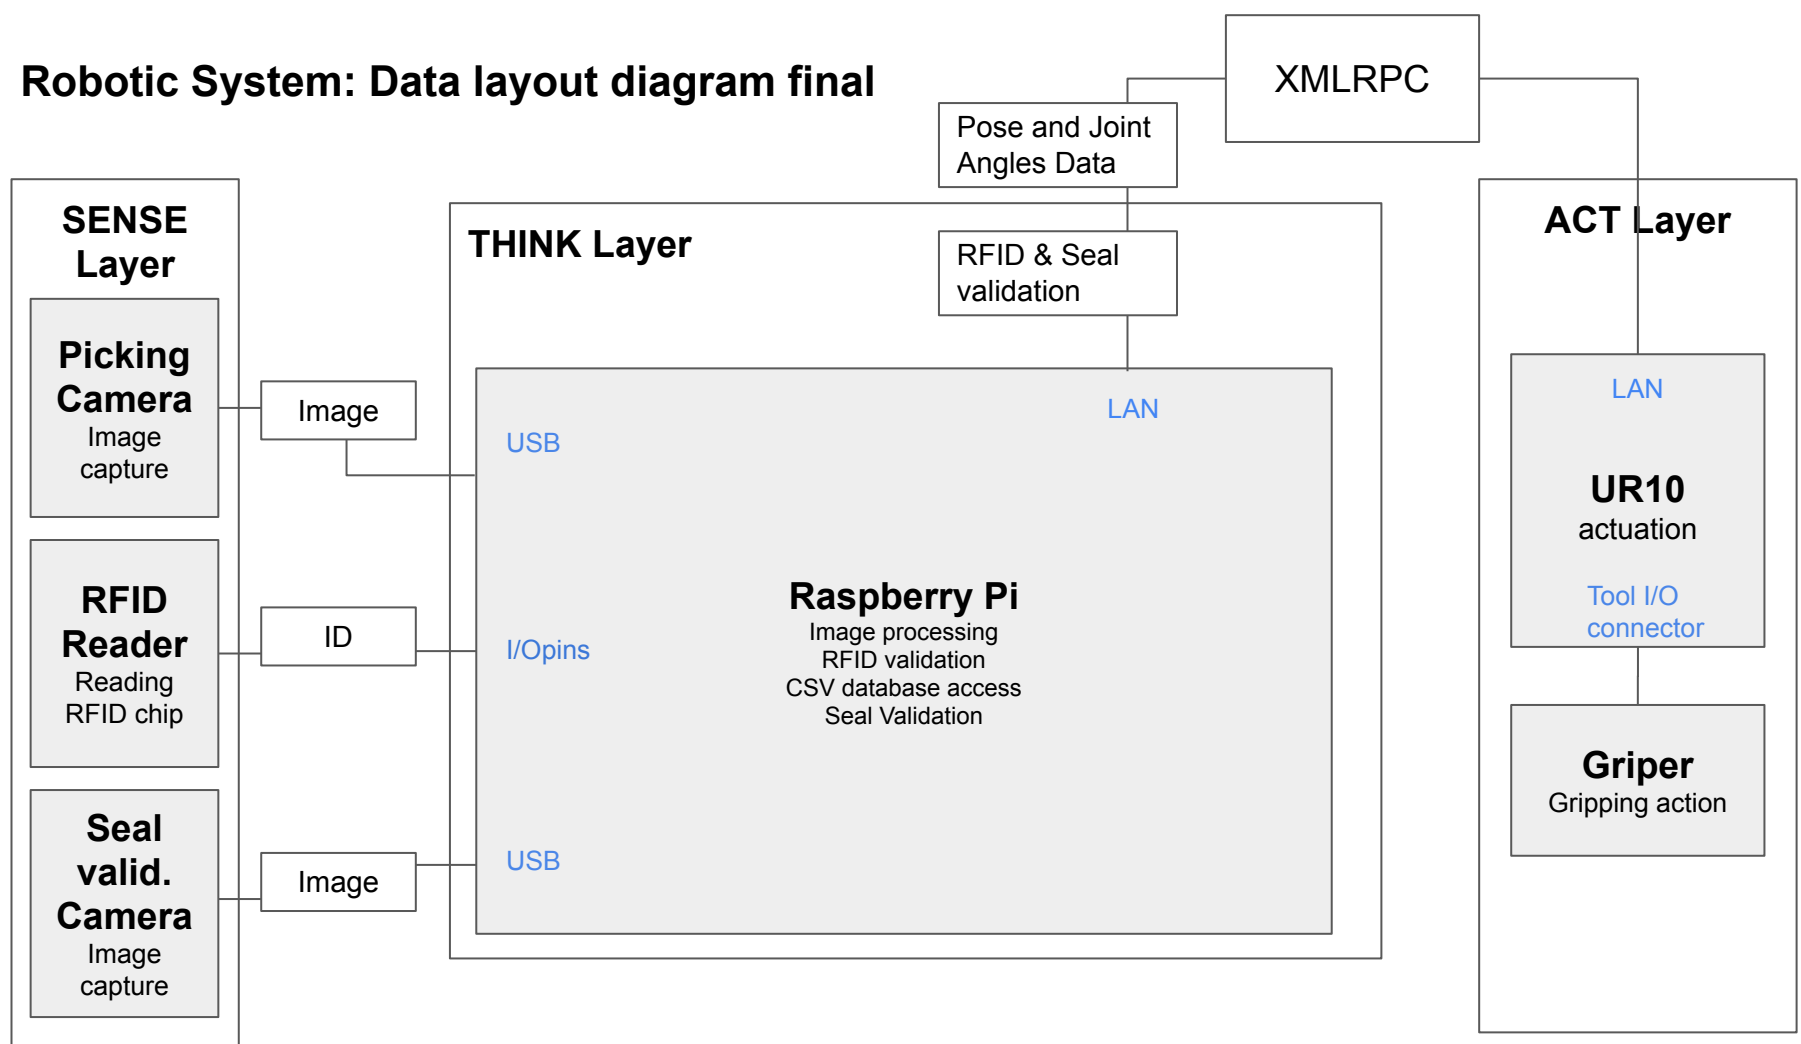 Robotic System: Data layout diagram final
XMLRPC
Pose and Joint
Angles Data
SENSE
Layer
THINK Layer
RFID & Seal
validation
ACT Layer
Picking
Camera
Image
capture
Image
USB
LAN
LAN
UR10
actuation
Tool I/O
connector
RFID
Reader
Reading
RFID chip
ID
I/Opins
Raspberry Pi
Image processing
RFID validation
CSV database access
Seal Validation
Griper
Gripping action
Seal
valid.
Camera
Image
capture
Image
USB